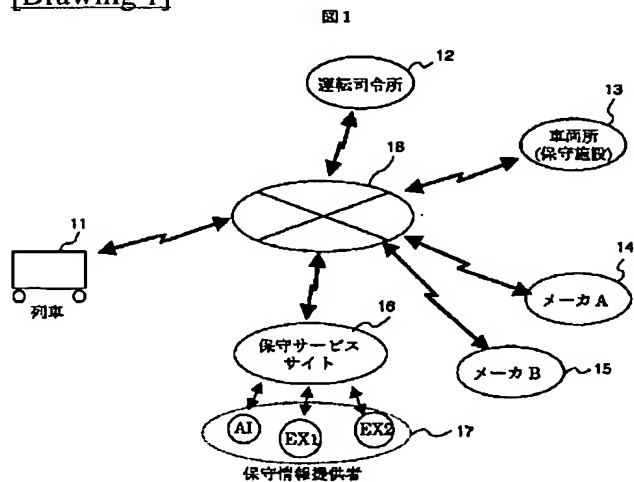 [Drawing 1]
図1
12
運転司令所
13
車両所
(保守施設)
18
11
列車
14
メーカA
16
保守サービス
サイト
メーカB
15
AI
EX1
EX2
17
保守情報提供者